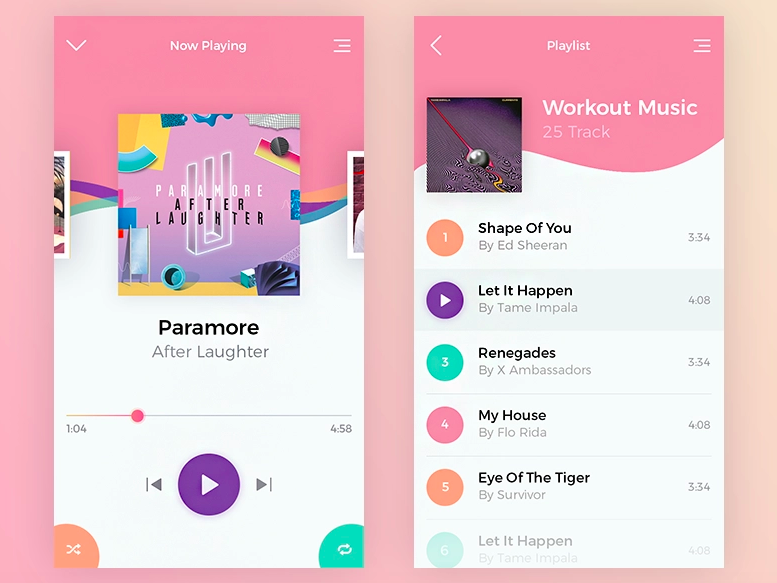 Now Playing
PARAMORE
AFTER
LAUGHTER
Paramore
After Laughter
1:04
4:58
Playlist
Workout Music
25 Track
1
Shape Of You
By Ed Sheeran
3:34
Let It Happen
By Tame Impala
4:08
3
Renegades
By X Ambassadors
3:34
4
My House
By Flo Rida
4:08
5
Eye Of The Tiger
By Survivor
3:34
6
Let It Happen
By Tame Impala
4:08